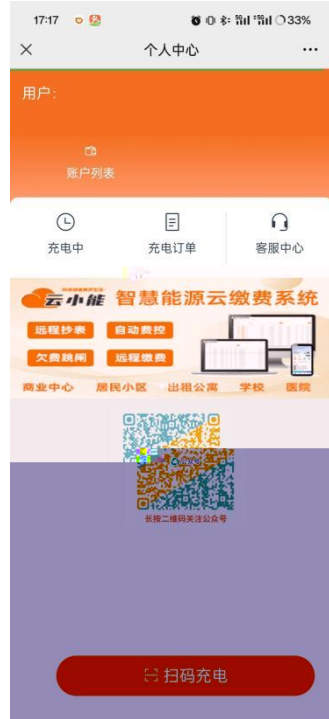 17:17
33%
个人中心
用户:
账户列表
充电中
充电订单
客服中心
云小能
智慧能源云缴费系统
远程抄表
自动费控
欠费跳闸
远程缴费
商业中心 居民小区 出租公寓 学校 医院
长按二维码关注公众号
扫码充电